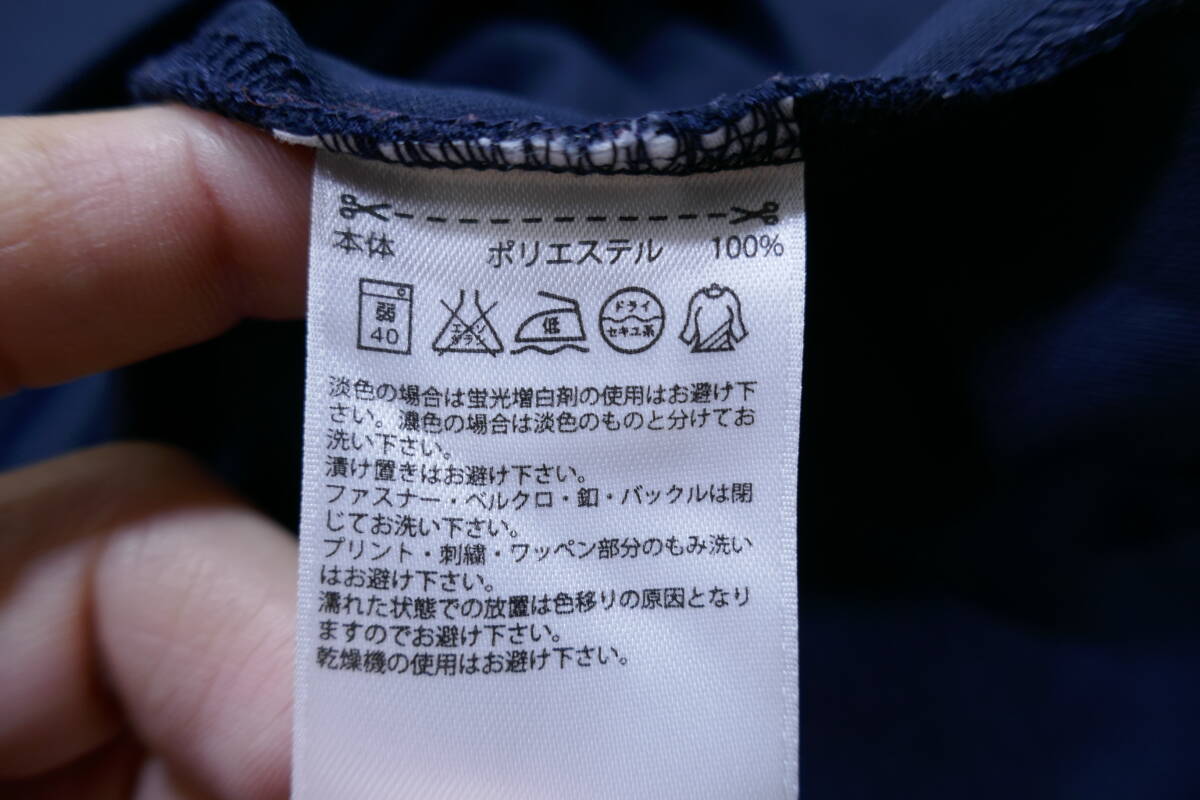 本体 ポリエステル 100%
弱 エンソ 低 ドライ
40 サラシ セキユ系
淡色の場合は蛍光増白剤の使用はお避け下
さい。濃色の場合は淡色のものと分けてお
洗い下さい。
漬け置きはお避け下さい。
ファスナー・ベルクロ・釦・バックルは閉
じてお洗い下さい。
プリント・刺繍・ワッペン部分のもみ洗い
はお避け下さい。
濡れた状態での放置は色移りの原因となり
ますのでお避け下さい。
乾燥機の使用はお避け下さい。